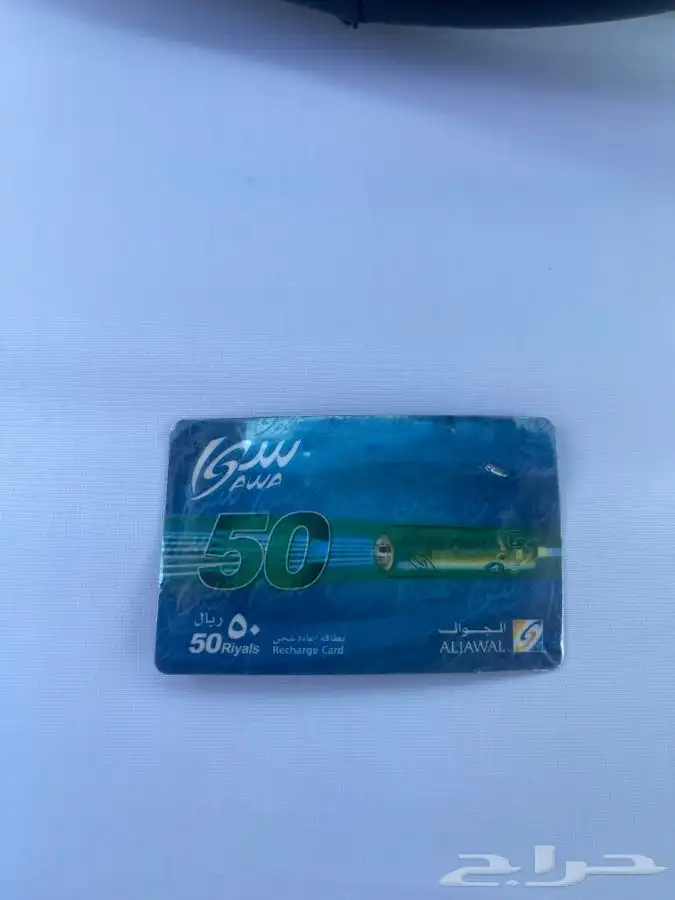 سوا
sawa
50
٥٠ ريال
50 Riyals
بطاقة اعادة شحن
Recharge Card
الجوال
ALJAWAL
حراج